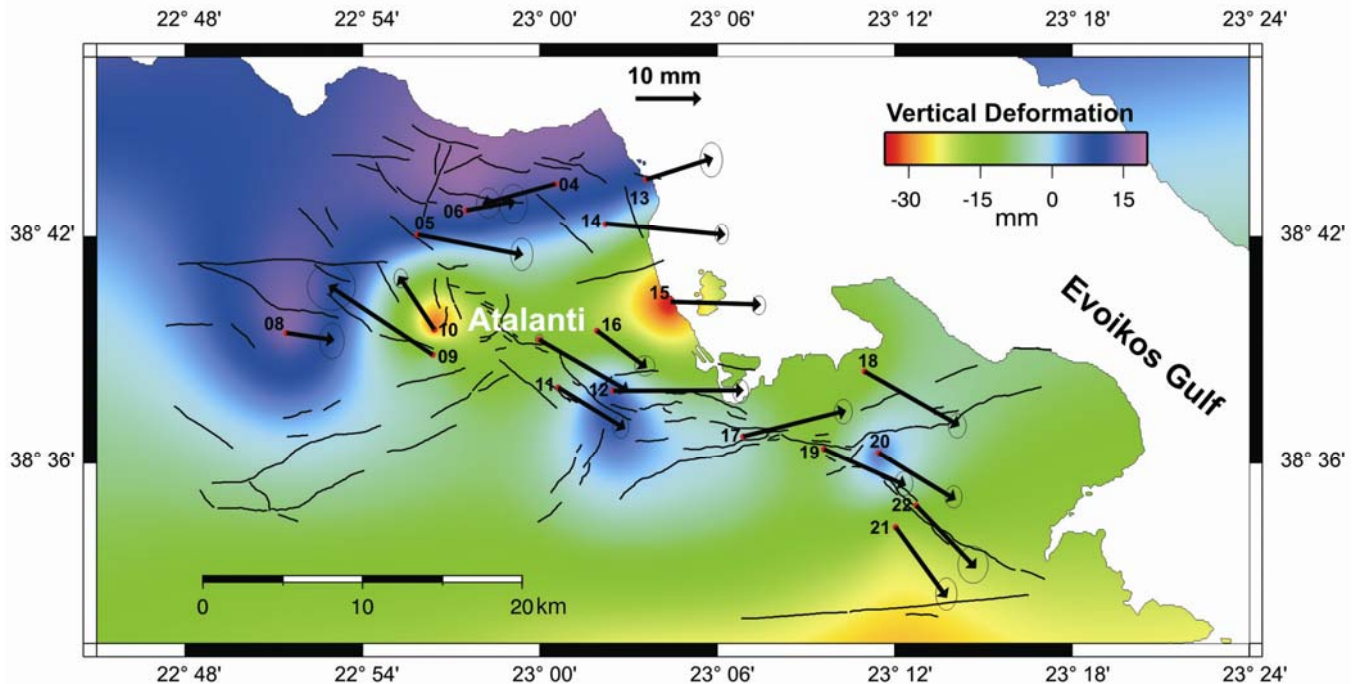 22° 48' 22° 54' 23° 00' 23° 06' 23° 12' 23° 18' 23° 24'
10 mm
Vertical Deformation
-30 -15 0 15
mm
04
13
06
05
14
38° 42' 38° 42'
Evoikos Gulf
15
08
10
Atalanti
16
09
18
11
12
17
20
19
38° 36' 38° 36'
22
21
0 10 20 km
22° 48' 22° 54' 23° 00' 23° 06' 23° 12' 23° 18' 23° 24'